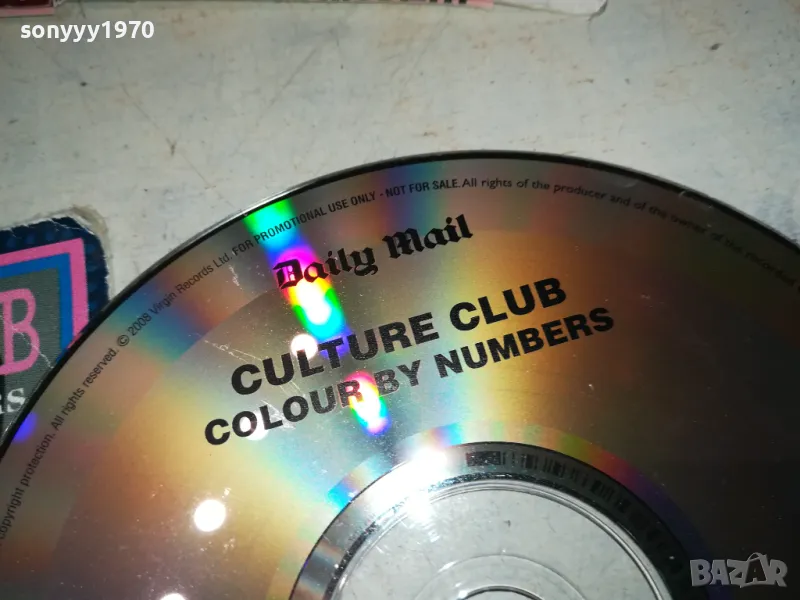 sonyyy1970
copyright protection. All rights reserved. © 2008 Virgin Records Ltd. FOR PROMOTIONAL USE ONLY - NOT FOR SALE. All rights of the producer and of the owner of the recorded
Daily Mail
CULTURE CLUB
COLOUR BY NUMBERS
B
RS
BAZAR